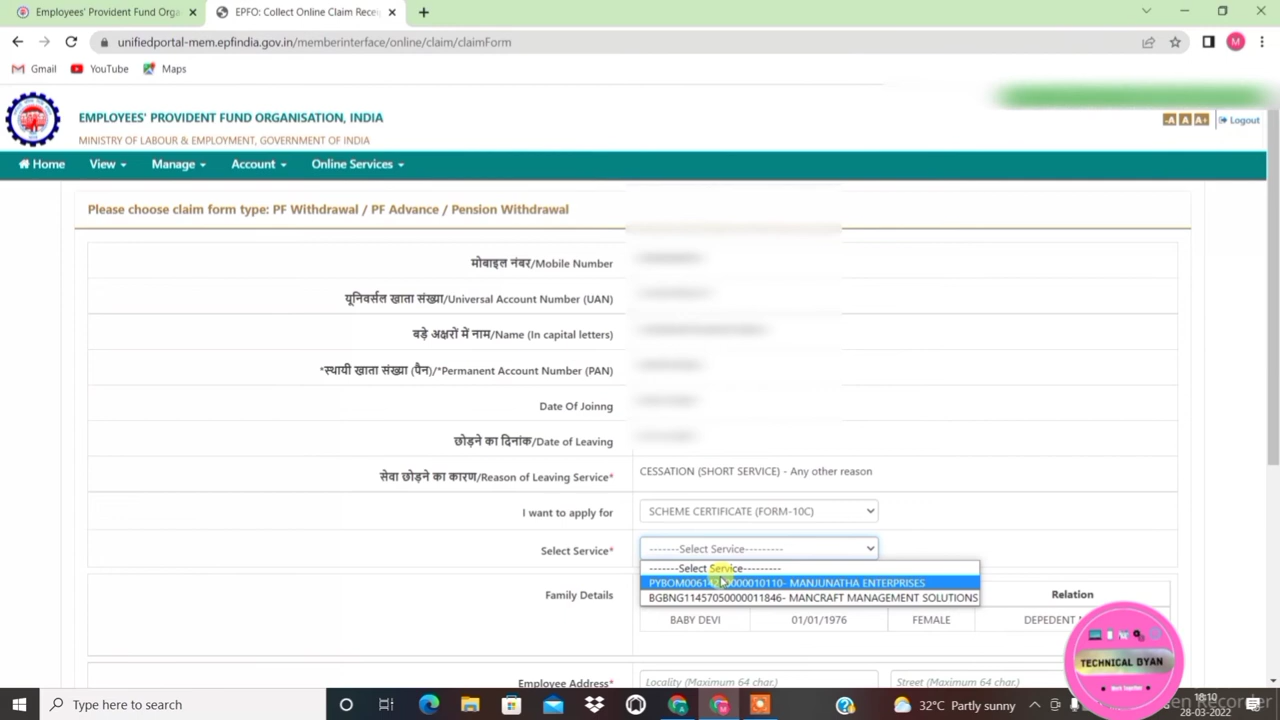 Employees' Provident Fund Orga
EPFO: Collect Online Claim Recei
unifiedportal-mem.epfindia.gov.in/memberinterface/online/claim/claimForm
Gmail YouTube Maps
EMPLOYEES' PROVIDENT FUND ORGANISATION, INDIA
MINISTRY OF LABOUR & EMPLOYMENT, GOVERNMENT OF INDIA
-A A A+ Logout
Home View Manage Account Online Services
Please choose claim form type: PF Withdrawal / PF Advance / Pension Withdrawal
मोबाइल नंबर/Mobile Number
यूनिवर्सल खाता संख्या/Universal Account Number (UAN)
बड़े अक्षरों में नाम/Name (In capital letters)
*स्थायी खाता संख्या (पैन)/*Permanent Account Number (PAN)
Date Of Joinng
छोड़ने का दिनांक/Date of Leaving
सेवा छोड़ने का कारण/Reason of Leaving Service* CESSATION (SHORT SERVICE) - Any other reason
I want to apply for SCHEME CERTIFICATE (FORM-10C)
Select Service* -------Select Service---------
-------Select Service---------
MANJUNATHA ENTERPRISES
BGBNG11457050000011846- MANCRAFT MANAGEMENT SOLUTIONS
Family Details Relation
BABY DEVI 01/01/1976 FEMALE DEPEDENT
Employee Address* Locality (Maximum 64 char.) Street (Maximum 64 char.)
TECHNICAL DYAN
Work Together
Type here to search
32°C Partly sunny
18:10
28-03-2022
Recorder